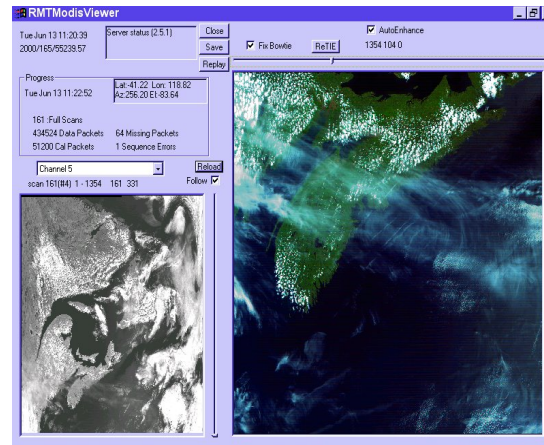 RMTModisViewer
Tue Jun 13 11:20:39
2000/165/55239.57
Server status (2.5.1)
Close
Save
Replay
Fix Bowtie
ReTIE
AutoEnhance
1354 104 0
Progress
Tue Jun 13 11:22:52
Lat:-41.22 Lon: 118.82
Az:256.20 El:-83.64
161 :Full Scans
434524 Data Packets
64 Missing Packets
51200 Cal Packets
1 Sequence Errors
Channel 5
Reload
scan 161(#4) 1 - 1354 161 331
Follow